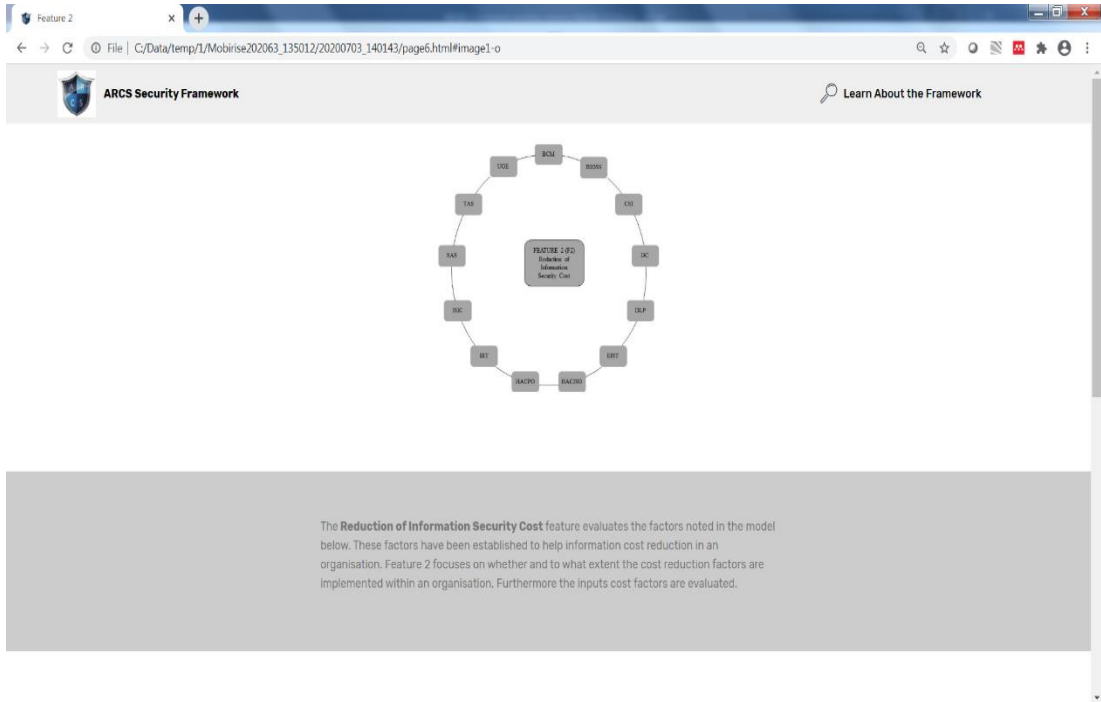 Feature 2
File | C:/Data/temp/1/Mobirise202063_135012/20200703_140143/page6.html#image1-o
ARCS Security Framework
Learn About the Framework
BCM
UGE
TAS
SAS
DC
DLP
HACPO
FEATURE 2 (F2)
Reduction of
Information
Security Cost
The Reduction of Information Security Cost feature evaluates the factors noted in the model
below. These factors have been established to help information cost reduction in an
organisation. Feature 2 focuses on whether and to what extent the cost reduction factors are
implemented within an organisation. Furthermore the inputs cost factors are evaluated.